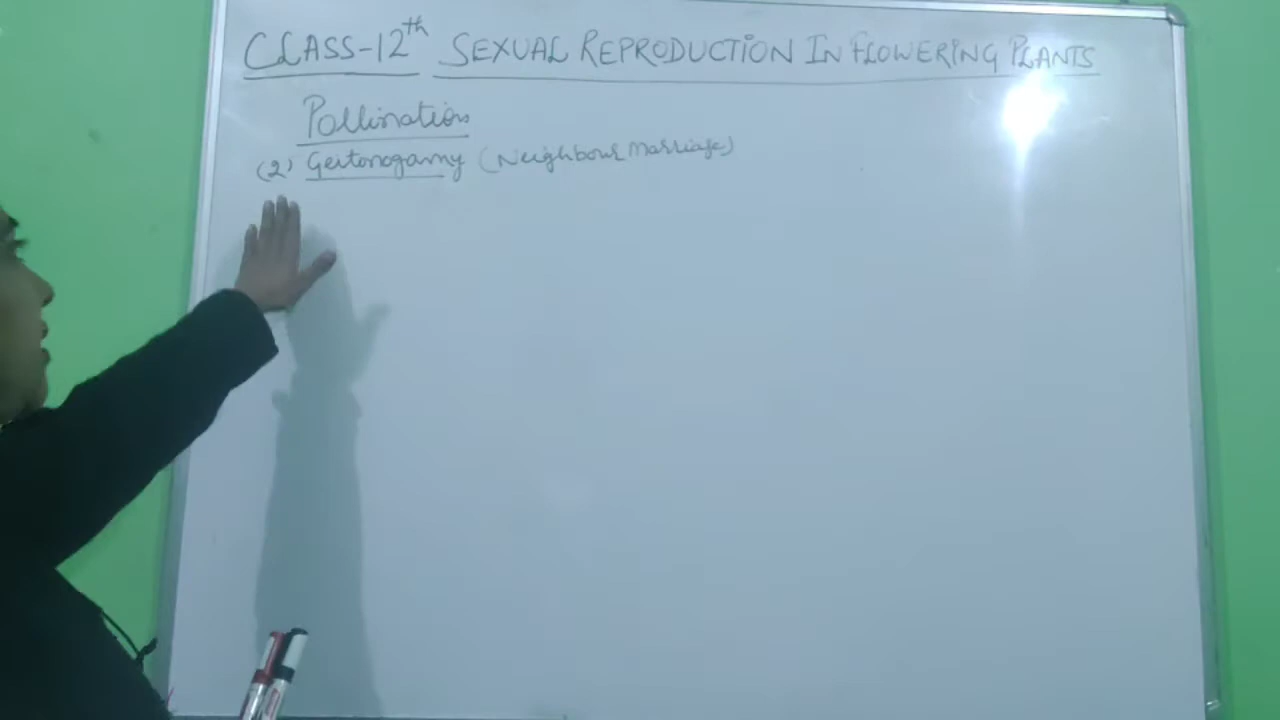 CLASS-12th SEXUAL REPRODUCTION IN FLOWERING PLANTS
Pollination
(2) Geitonogamy (Neighbour marriage)